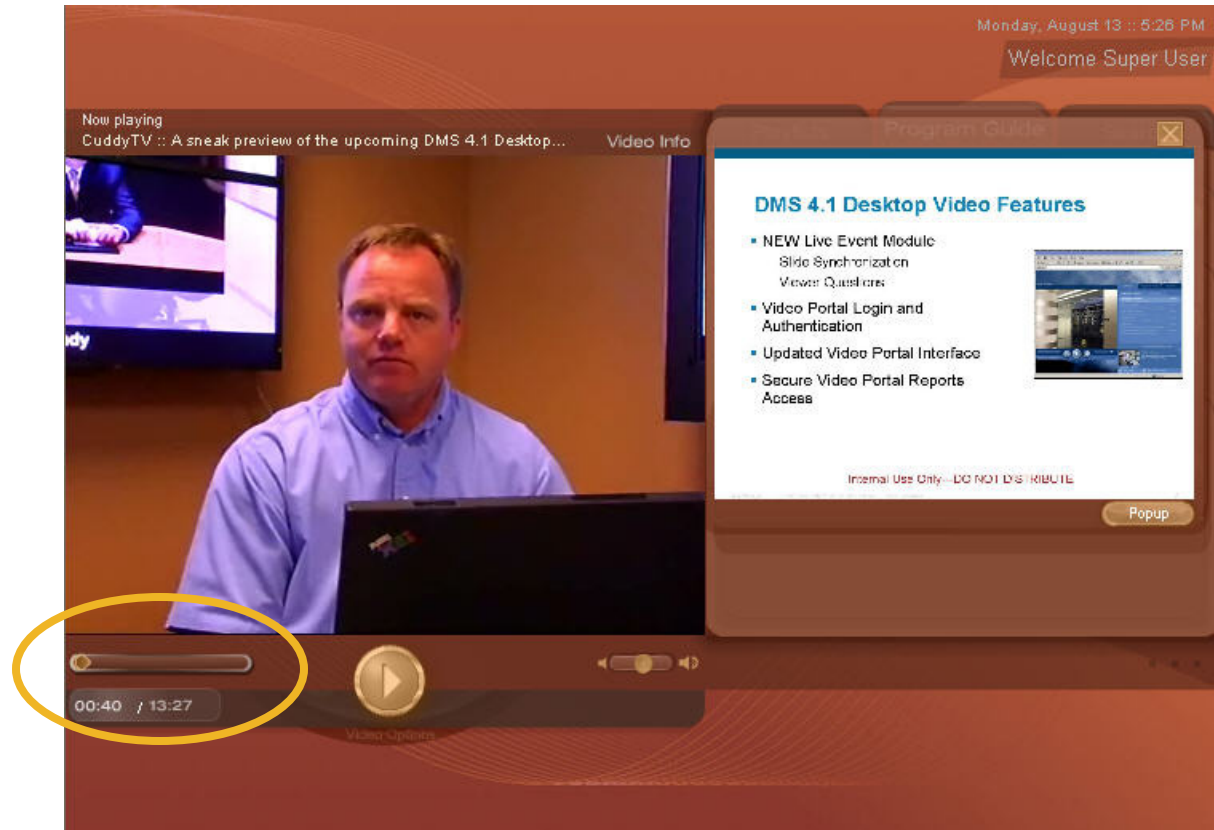 Monday, August 13 :: 5:26 PM
Welcome Super User
Now playing
CuddyTV :: A sneak preview of the upcoming DMS 4.1 Desktop...
Video Info
Program Guide
DMS 4.1 Desktop Video Features
NEW Live Event Module
Slide Synchronization
Viewer Questions
Video Portal Login and
Authentication
Updated Video Portal Interface
Secure Video Portal Reports
Access
Internal Use Only—DO NOT DISTRIBUTE
Popup
dy
00:40 / 13:27
Video Options